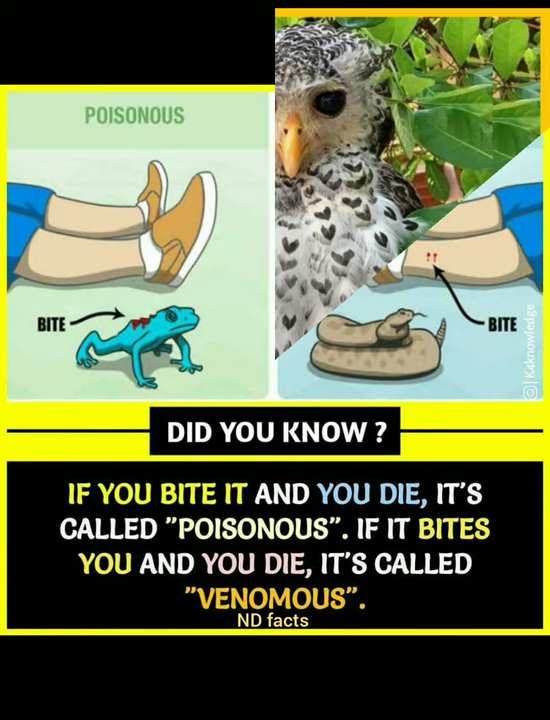 POISONOUS
BITE
BITE
@| Kaknowledge
DID YOU KNOW ?
IF YOU BITE IT AND YOU DIE, IT'S
CALLED "POISONOUS". IF IT BITES
YOU AND YOU DIE, IT'S CALLED
"VENOMOUS".
ND facts